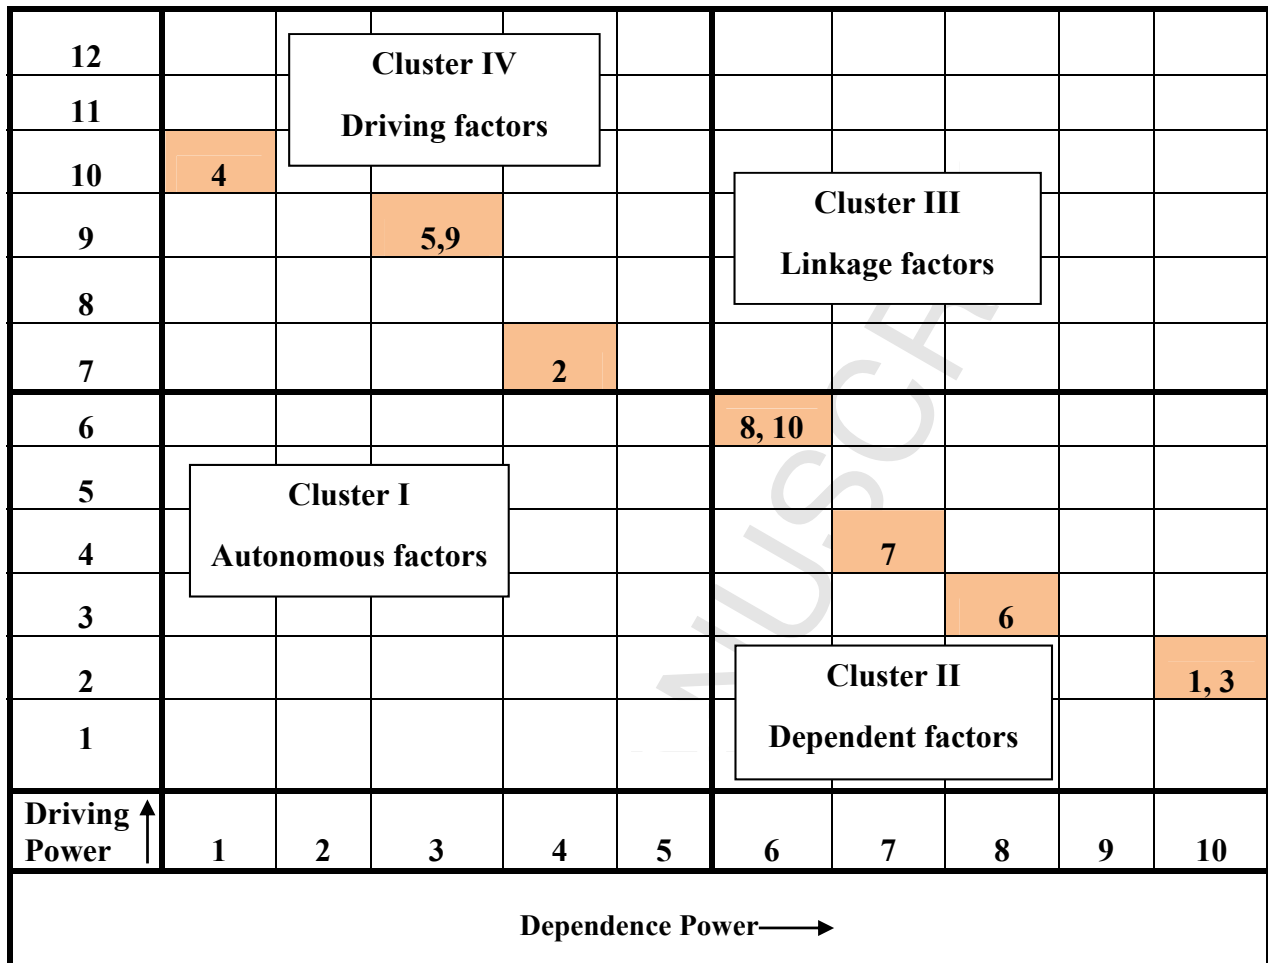 12
Cluster IV
11
Driving factors
10 4
Cluster III
9 5,9
Linkage factors
8
7 2
6 8, 10
5
Cluster I
4 7
Autonomous factors
3 6
2 1, 3
Cluster II
1
Dependent factors
Driving
Power 1 2 3 4 5 6 7 8 9 10
Dependence Power
NUSCR